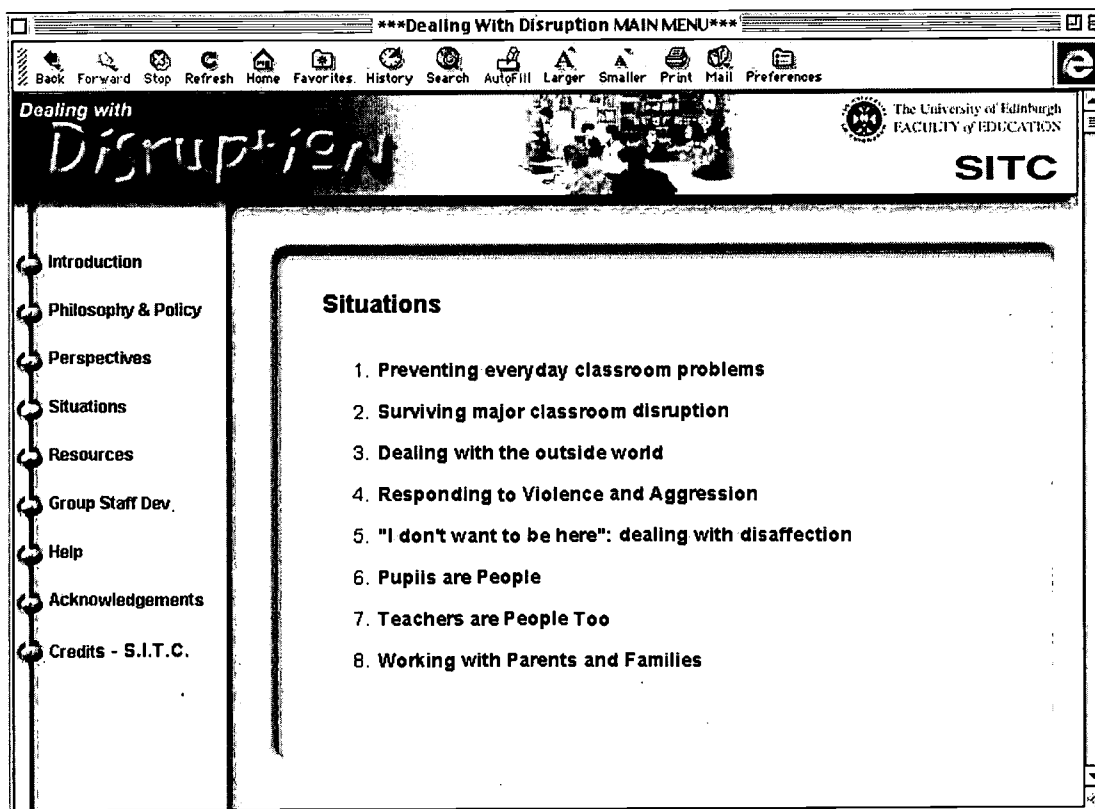 ***Dealing With Disruption MAIN MENU***
Back Forward Stop Refresh Home Favorites History Search AutoFill Larger Smaller Print Mail Preferences
Dealing with
Disruption
The University of Edinburgh
FACULTY of EDUCATION
SITC
Introduction
Philosophy & Policy
Perspectives
Situations
Resources
Group Staff Dev.
Help
Acknowledgements
Credits - S.I.T.C.
Situations
1. Preventing everyday classroom problems
2. Surviving major classroom disruption
3. Dealing with the outside world
4. Responding to Violence and Aggression
5. "I don't want to be here": dealing with disaffection
6. Pupils are People
7. Teachers are People Too
8. Working with Parents and Families